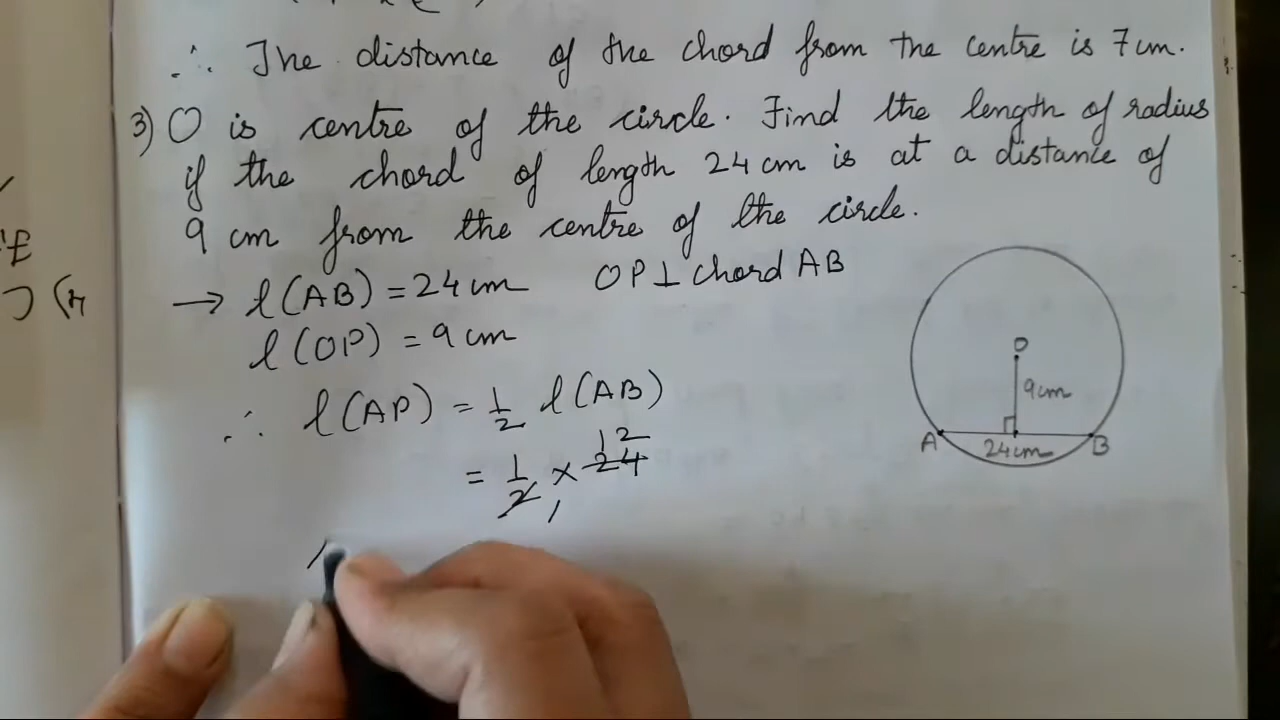 ∴ The distance of the chord from the centre is 7 cm.
3) O is centre of the circle. Find the length of radius
if the chord of length 24 cm is at a distance of
9 cm from the centre of the circle.
→ l(AB) = 24 cm OP⊥ chord AB
l(OP) = 9 cm
∴ l(AP) = 1/2 l(AB)
12
= 1/2 × 24
1
O
9cm
A 24cm B